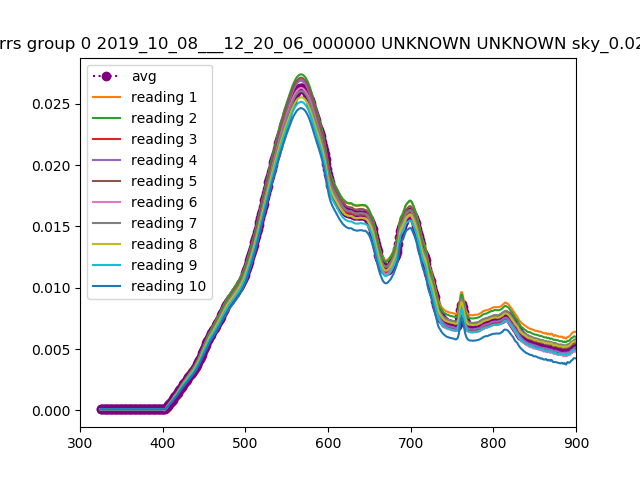 rrs group 0 2019_10_08___12_20_06_000000 UNKNOWN UNKNOWN sky_0.02
avg
reading 1
reading 2
reading 3
reading 4
reading 5
reading 6
reading 7
reading 8
reading 9
reading 10
0.025
0.020
0.015
0.010
0.005
0.000
300 400 500 600 700 800 900